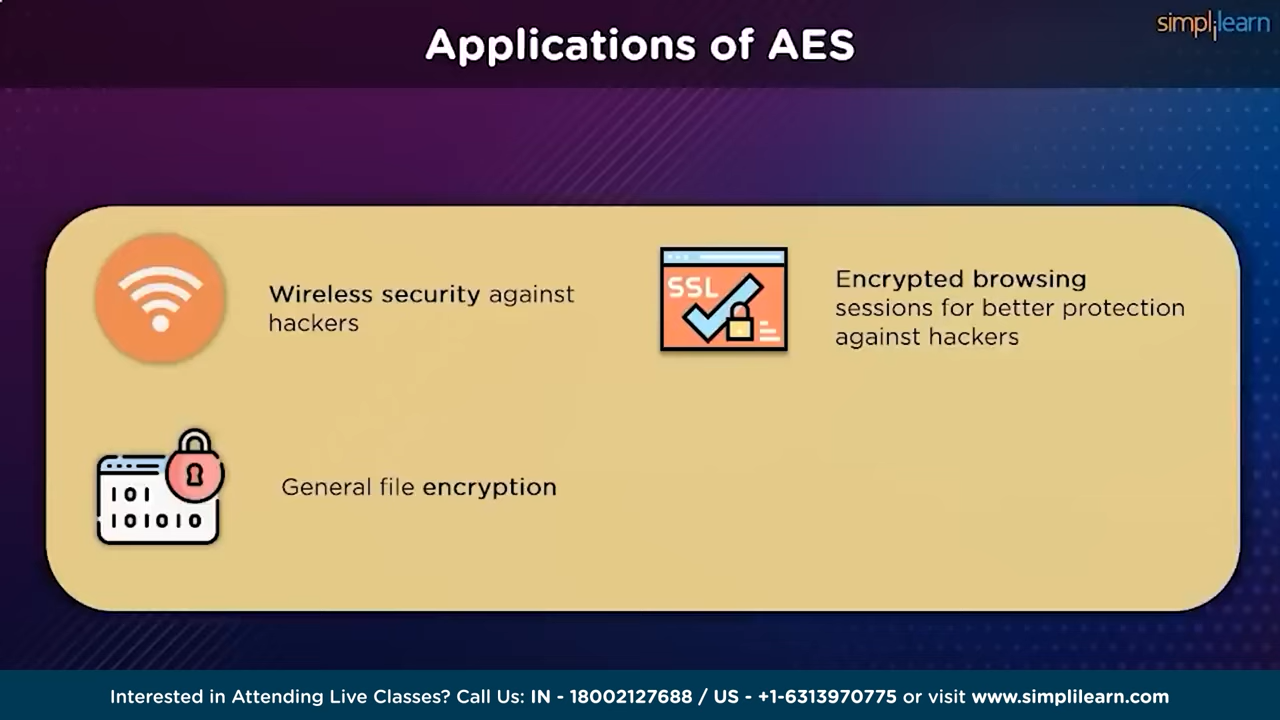 Applications of AES
simplilearn
Wireless security against
hackers
SSL
Encrypted browsing
sessions for better protection
against hackers
101
101010
General file encryption
Interested in Attending Live Classes? Call Us: IN - 18002127688 / US - +1-6313970775 or visit www.simplilearn.com